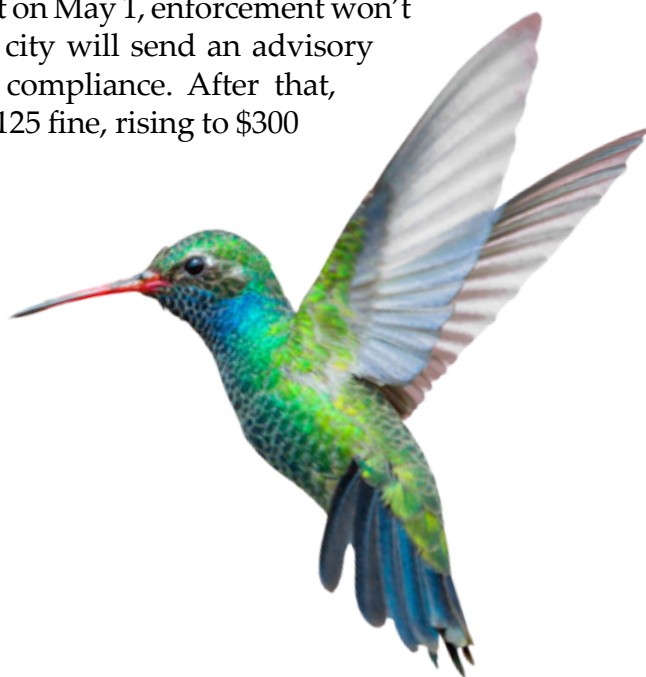 on May 1, enforcement won’t
city will send an advisory
compliance. After that,
125 fine, rising to $300